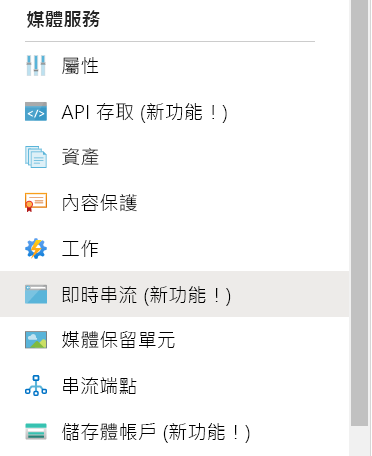 媒體服務
屬性
API 存取 (新功能！)
資產
內容保護
工作
即時串流 (新功能！)
媒體保留單元
串流端點
儲存體帳戶 (新功能！)